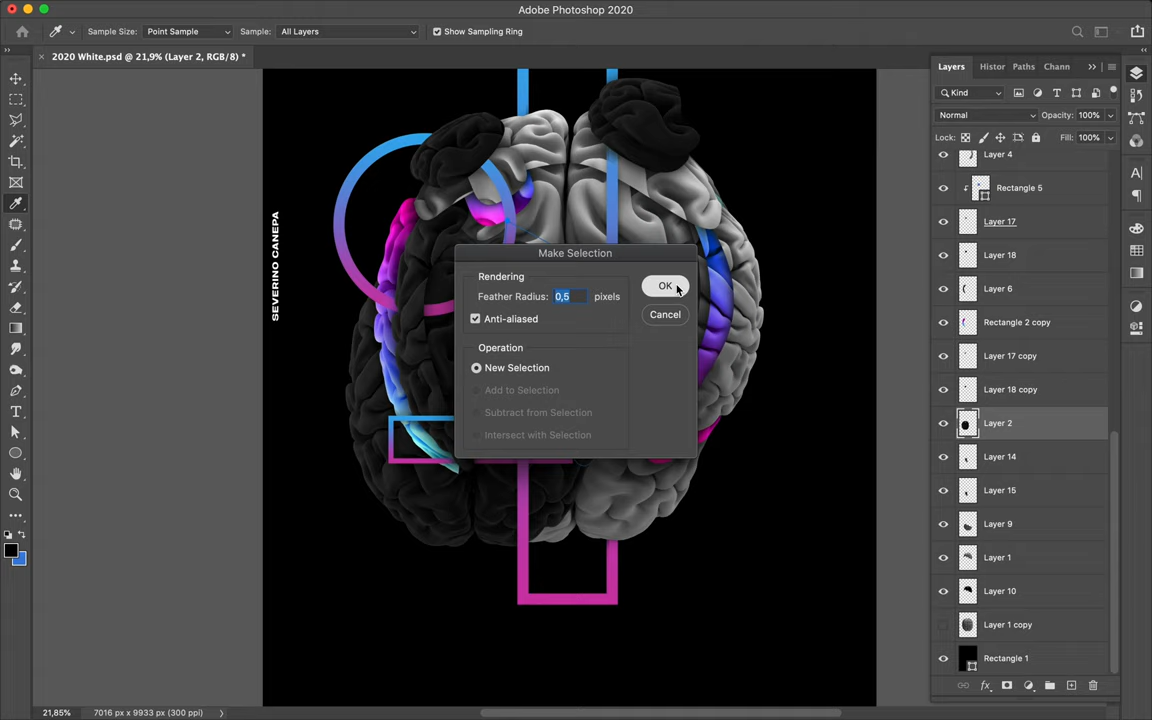 Adobe Photoshop 2020
Sample Size: Point Sample Sample: All Layers Show Sampling Ring
2020 White.psd @ 21,9% (Layer 2, RGB/8) *
Layers Histor Paths Chann
Kind
Normal Opacity: 100%
Lock: Fill: 100%
Layer 4
Rectangle 5
Layer 17
Layer 18
Layer 6
Rectangle 2 copy
Layer 17 copy
Layer 18 copy
Layer 2
Layer 14
Layer 15
Layer 9
Layer 1
Layer 10
Layer 1 copy
Rectangle 1
SEVERINO CANEPA
Make Selection
Rendering
Feather Radius: 0,5 pixels
Anti-aliased
OK
Cancel
Operation
New Selection
Add to Selection
Subtract from Selection
Intersect with Selection
21,85% 7016 px x 9933 px (300 ppi)